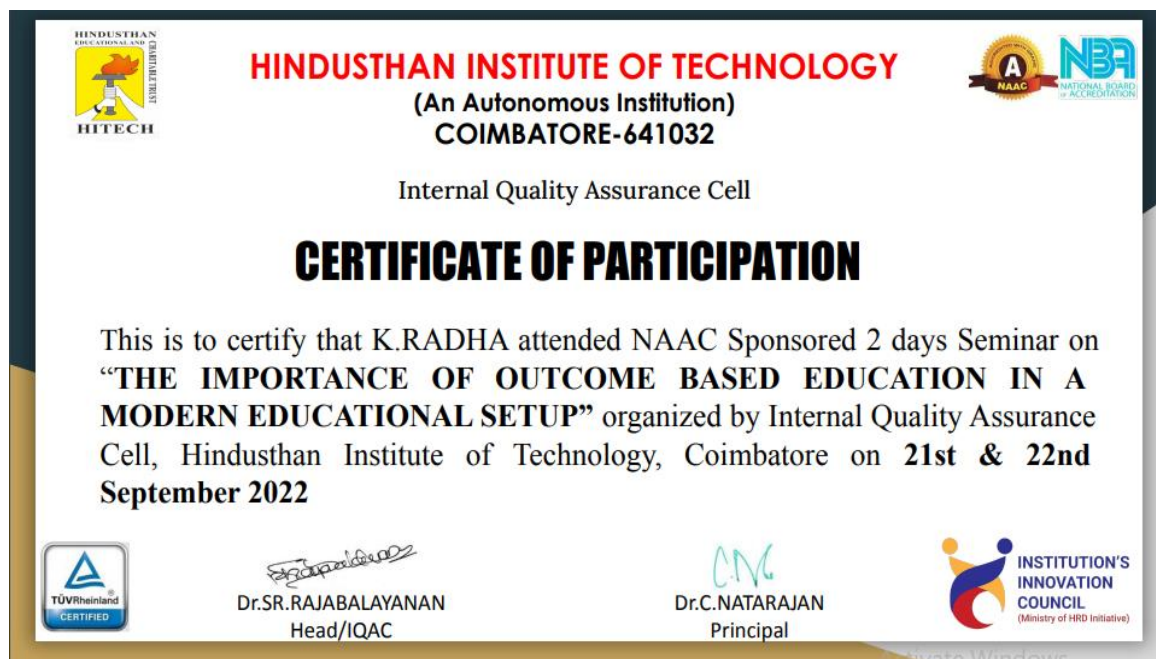 HINDUSTHAN
EDUCATIONAL AND
CHARITABLE TRUST
HITECH
HINDUSTHAN INSTITUTE OF TECHNOLOGY
(An Autonomous Institution)
COIMBATORE-641032
A
NAAC
NBA
NATIONAL BOARD
of ACCREDITATION
Internal Quality Assurance Cell
CERTIFICATE OF PARTICIPATION
This is to certify that K.RADHA attended NAAC Sponsored 2 days Seminar on
“THE IMPORTANCE OF OUTCOME BASED EDUCATION IN A
MODERN EDUCATIONAL SETUP” organized by Internal Quality Assurance
Cell, Hindusthan Institute of Technology, Coimbatore on 21st & 22nd
September 2022
TÜVRheinland®
CERTIFIED
Dr.SR.RAJABALAYANAN
Head/IQAC
Dr.C.NATARAJAN
Principal
INSTITUTION'S
INNOVATION
COUNCIL
(Ministry of HRD Initiative)